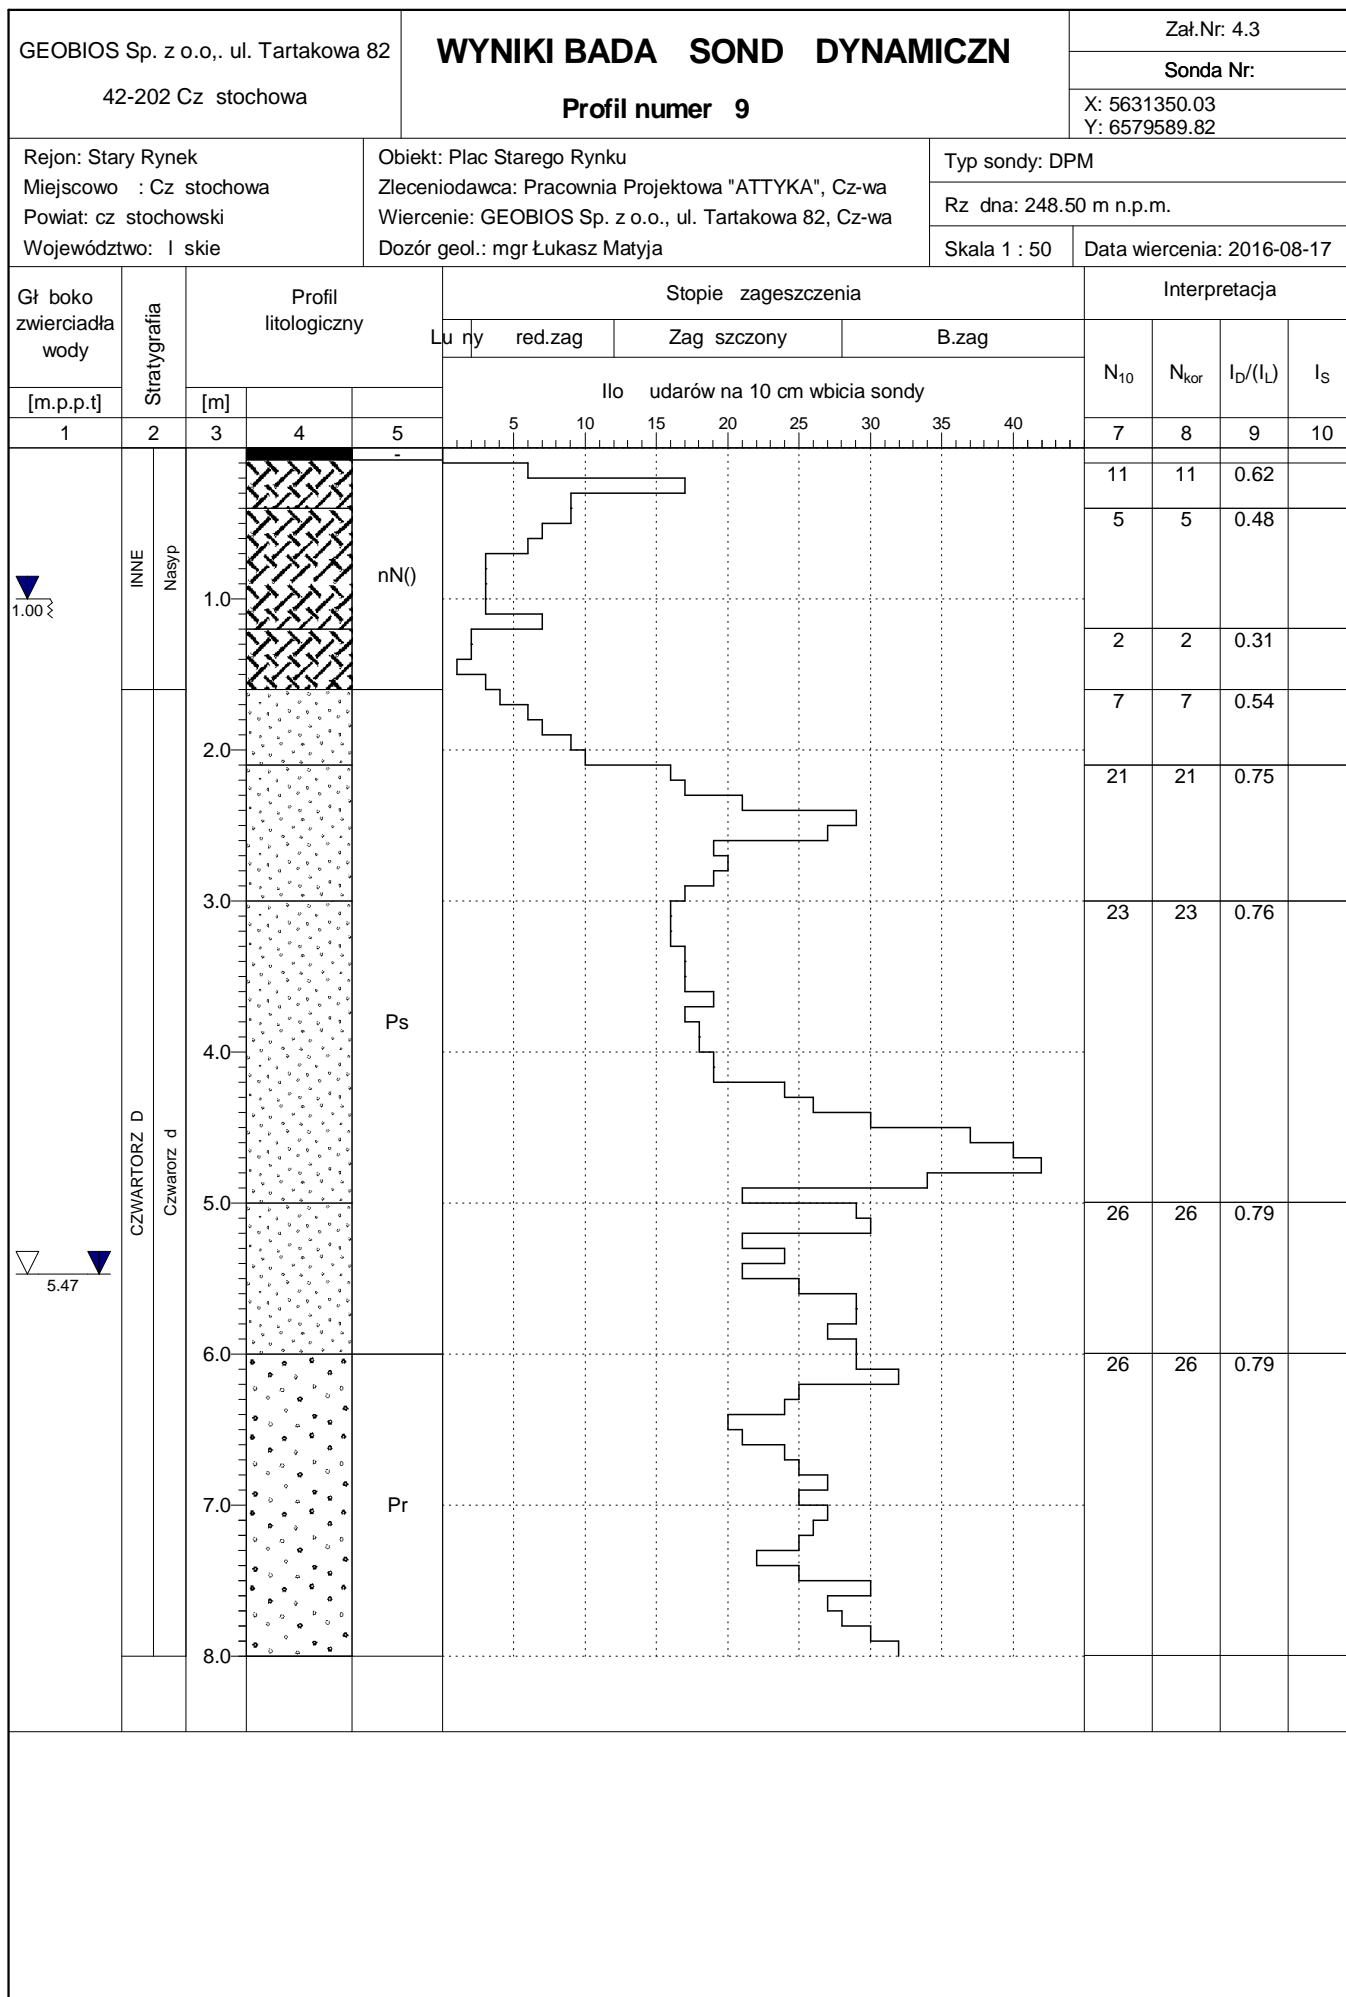 GEOBIOS Sp. z o.o,. ul. Tartakowa 82
42-202 Cz stochowa
WYNIKI BADA SOND DYNAMICZN
Profil numer 9
Zał.Nr: 4.3
Sonda Nr:
X: 5631350.03
Y: 6579589.82
Rejon: Stary Rynek
Miejscowo : Cz stochowa
Powiat: cz stochowski
Województwo: l skie
Obiekt: Plac Starego Rynku
Zleceniodawca: Pracownia Projektowa "ATTYKA", Cz-wa
Wiercenie: GEOBIOS Sp. z o.o., ul. Tartakowa 82, Cz-wa
Dozór geol.: mgr Łukasz Matyja
Typ sondy: DPM
Rz dna: 248.50 m n.p.m.
Skala 1 : 50
Data wiercenia: 2016-08-17
Gł boko
zwierciadła
wody
[m.p.p.t]
Stratygrafia
Profil
litologiczny
[m]
Stopie zageszczenia
Lu ny red.zag Zag szczony B.zag
Ilo udarów na 10 cm wbicia sondy
5 10 15 20 25 30 35 40
Interpretacja
N10 Nkor ID/(IL) IS
1 2 3 4 5 7 8 9 10
-
INNE
Nasyp
nN()
1.00
1.0
11 11 0.62
5 5 0.48
2 2 0.31
7 7 0.54
2.0
21 21 0.75
3.0
23 23 0.76
Ps
4.0
CZWARTORZ D
Czwarorz d
5.0
26 26 0.79
5.47
6.0
26 26 0.79
7.0
Pr
8.0